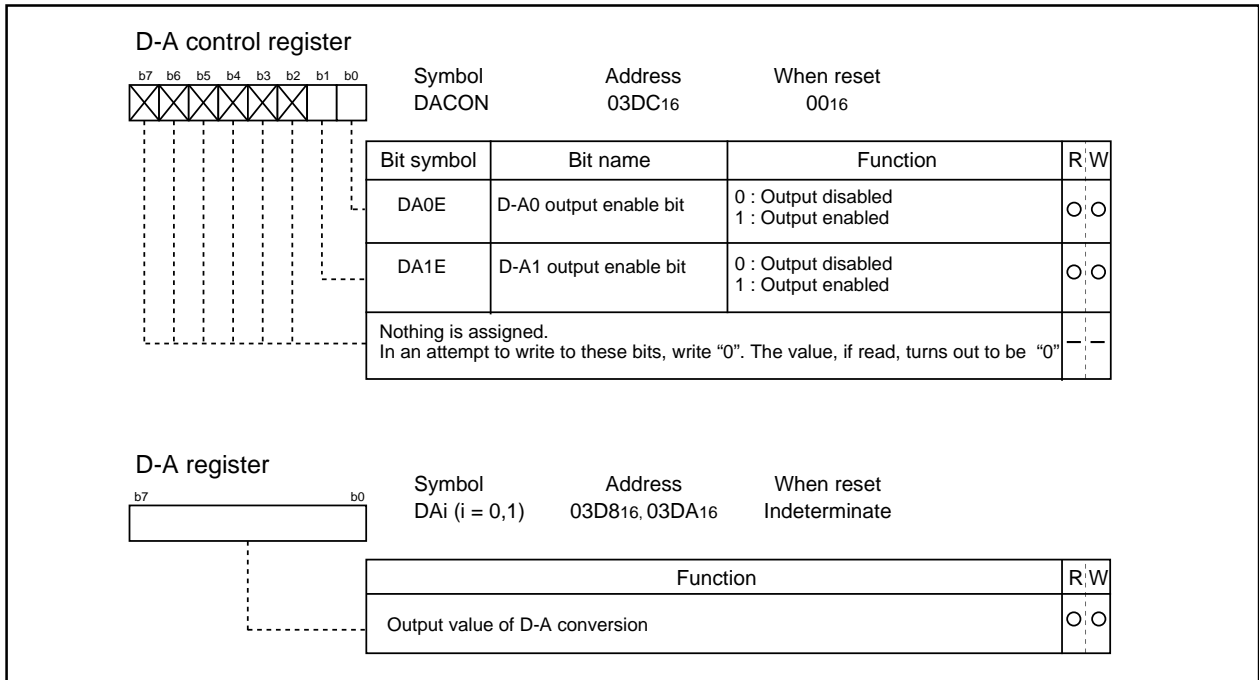 D-A control register
b7 b6 b5 b4 b3 b2 b1 b0
Symbol Address When reset
DACON 03DC16 0016
Bit symbol Bit name Function R W
DA0E D-A0 output enable bit 0 : Output disabled
1 : Output enabled
DA1E D-A1 output enable bit 0 : Output disabled
1 : Output enabled
Nothing is assigned.
In an attempt to write to these bits, write “0”. The value, if read, turns out to be “0”
D-A register
b7 b0
Symbol Address When reset
DAi (i = 0,1) 03D816, 03DA16 Indeterminate
Function R W
Output value of D-A conversion